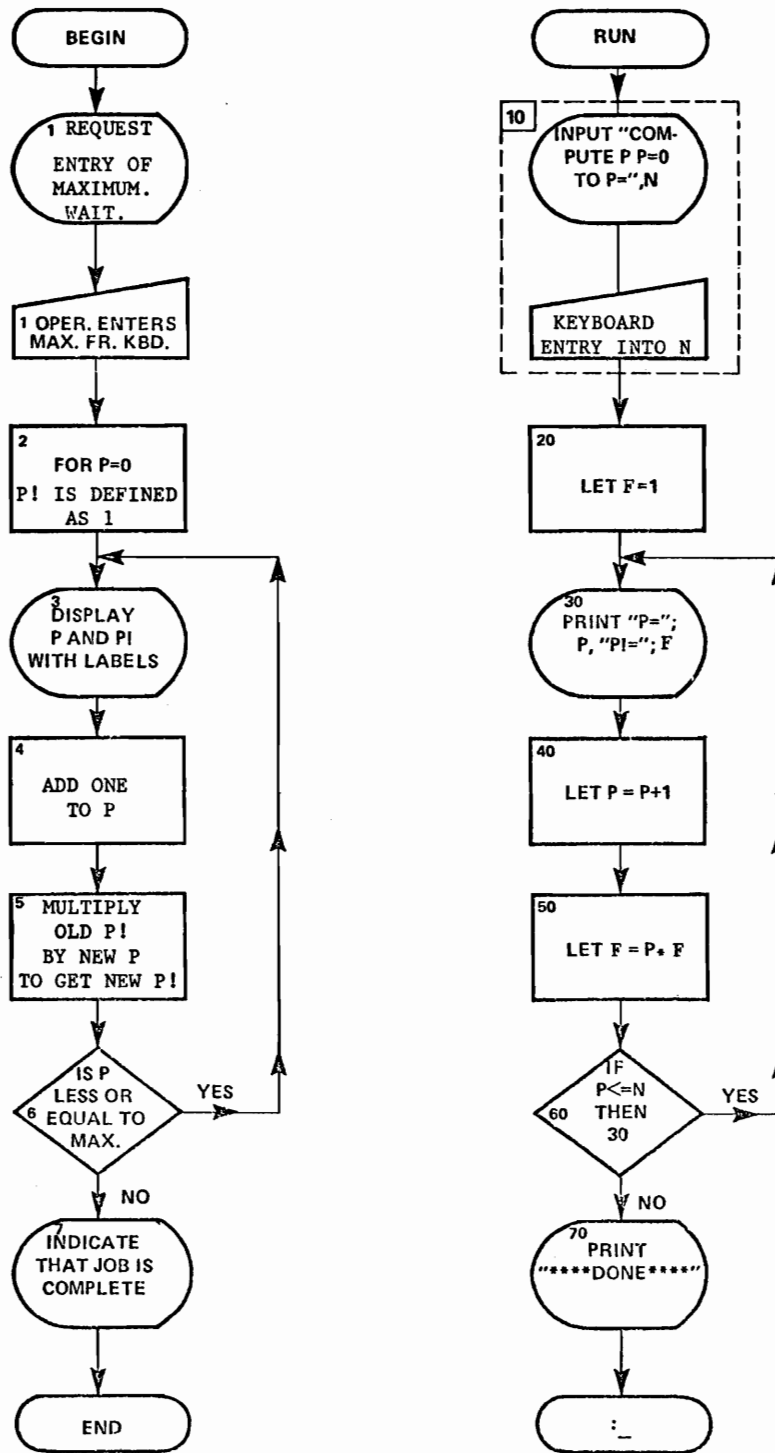 BEGIN
1 REQUEST
ENTRY OF
MAXIMUM.
WAIT.
1 OPER. ENTERS
MAX. FR. KBD.
2
FOR P=0
P! IS DEFINED
AS 1
3
DISPLAY
P AND P!
WITH LABELS
4
ADD ONE
TO P
5 MULTIPLY
OLD P!
BY NEW P
TO GET NEW P!
IS P
LESS OR
6 EQUAL TO
MAX.
YES
NO
7
INDICATE
THAT JOB IS
COMPLETE
END
RUN
10
INPUT "COM-
PUTE P P=0
TO P=",N
KEYBOARD
ENTRY INTO N
20
LET F=1
30
PRINT "P=";
P, "P!="; F
40
LET P = P+1
50
LET F = P* F
IF
P<=N
60 THEN
30
YES
NO
70
PRINT
"****DONE****"
:_